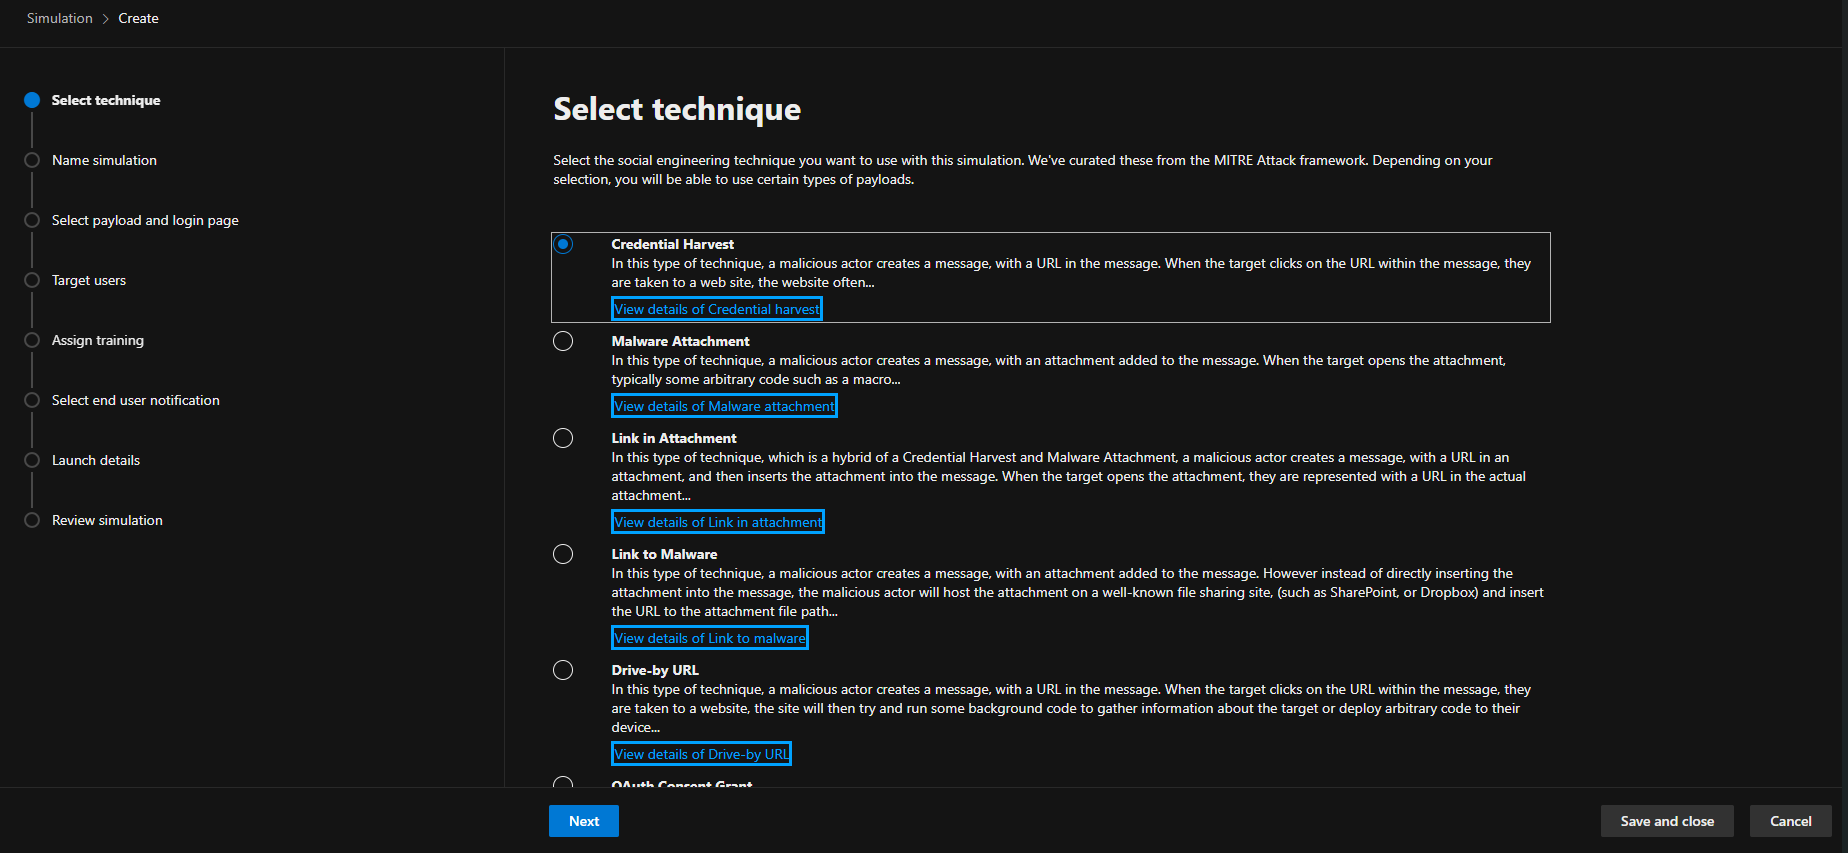 Simulation > Create
Select technique
Name simulation
Select payload and login page
Target users
Assign training
Select end user notification
Launch details
Review simulation
Select technique
Select the social engineering technique you want to use with this simulation. We've curated these from the MITRE Attack framework. Depending on your
selection, you will be able to use certain types of payloads.
Credential Harvest
In this type of technique, a malicious actor creates a message, with a URL in the message. When the target clicks on the URL within the message, they
are taken to a web site, the website often...
View details of Credential harvest
Malware Attachment
In this type of technique, a malicious actor creates a message, with an attachment added to the message. When the target opens the attachment,
typically some arbitrary code such as a macro...
View details of Malware attachment
Link in Attachment
In this type of technique, which is a hybrid of a Credential Harvest and Malware Attachment, a malicious actor creates a message, with a URL in an
attachment, and then inserts the attachment into the message. When the target opens the attachment, they are represented with a URL in the actual
attachment...
View details of Link in attachment
Link to Malware
In this type of technique, a malicious actor creates a message, with an attachment added to the message. However instead of directly inserting the
attachment into the message, the malicious actor will host the attachment on a well-known file sharing site, (such as SharePoint, or Dropbox) and insert
the URL to the attachment file path...
View details of Link to malware
Drive-by URL
In this type of technique, a malicious actor creates a message, with a URL in the message. When the target clicks on the URL within the message, they
are taken to a website, the site will then try and run some background code to gather information about the target or deploy arbitrary code to their
device...
View details of Drive-by URL
OAuth Consent Grant
Next
Save and close
Cancel